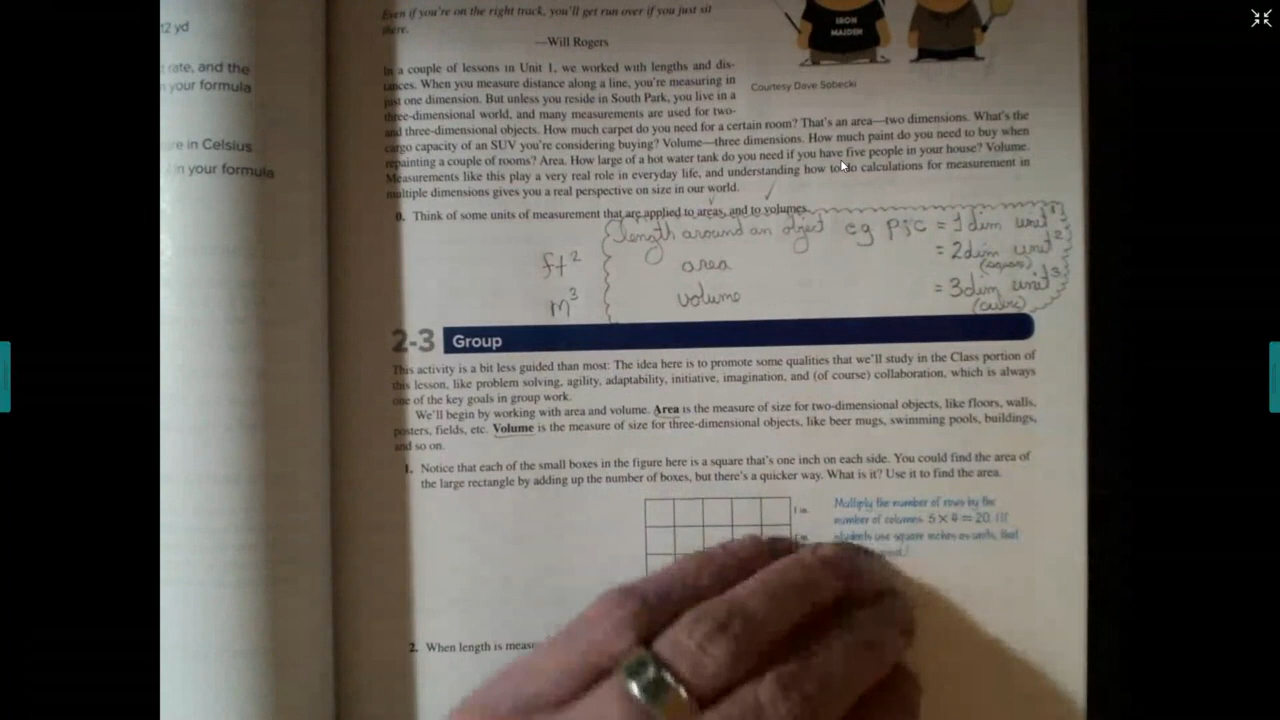 12 yd
rate, and the
your formula
re in Celsius
in your formula
Even if you're on the right track, you'll get run over if you just sit
there.
—Will Rogers
IRON
MAIDEN
Courtesy Dave Sobecki
In a couple of lessons in Unit 1, we worked with lengths and dis-
tances. When you measure distance along a line, you're measuring in
just one dimension. But unless you reside in South Park, you live in a
three-dimensional world, and many measurements are used for two-
and three-dimensional objects. How much carpet do you need for a certain room? That's an area—two dimensions. What's the
cargo capacity of an SUV you're considering buying? Volume—three dimensions. How much paint do you need to buy when
repainting a couple of rooms? Area. How large of a hot water tank do you need if you have five people in your house? Volume.
Measurements like this play a very real role in everyday life, and understanding how to do calculations for measurement in
multiple dimensions gives you a real perspective on size in our world.
0. Think of some units of measurement that are applied to areas, and to volumes.
length around an object eg P; C = 1 dim unit¹
ft² area = 2 dim unit²
(square)
m³ volume = 3 dim unit³
(cubic)
2-3 Group
This activity is a bit less guided than most: The idea here is to promote some qualities that we'll study in the Class portion of
this lesson, like problem solving, agility, adaptability, initiative, imagination, and (of course) collaboration, which is always
one of the key goals in group work.
We'll begin by working with area and volume. Area is the measure of size for two-dimensional objects, like floors, walls,
posters, fields, etc. Volume is the measure of size for three-dimensional objects, like beer mugs, swimming pools, buildings,
and so on.
1. Notice that each of the small boxes in the figure here is a square that's one inch on each side. You could find the area of
the large rectangle by adding up the number of boxes, but there's a quicker way. What is it? Use it to find the area.
1 in.
Multiply the number of rows by the
number of columns. 5 × 4 = 20. (If
students use square inches as units, that
2. When length is meas